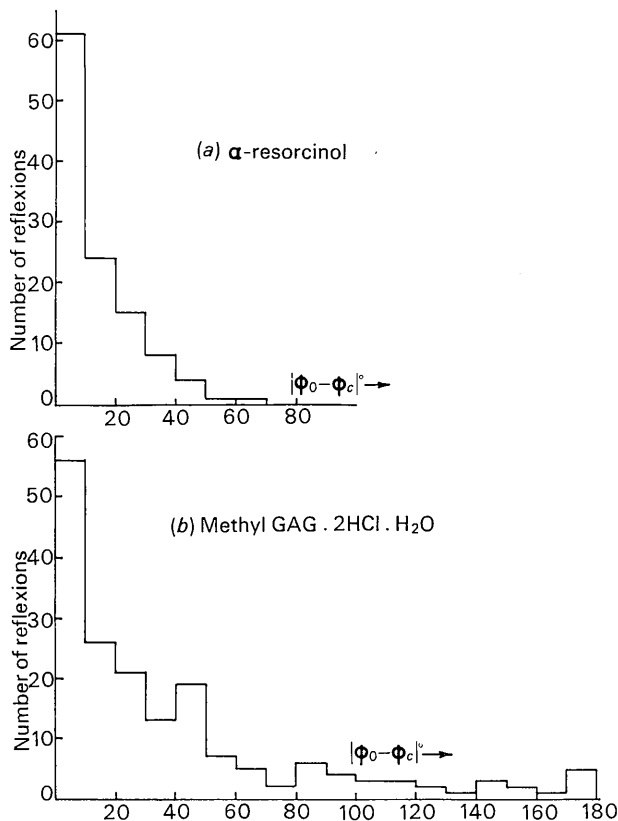 60
50
40
30
20
10
0
Number of reflexions
(a) α-resorcinol
|Φ₀−Φc|° →
20 40 60 80
60
50
40
30
20
10
0
Number of reflexions
(b) Methyl GAG . 2HCl . H₂O
|Φ₀−Φc|° →
20 40 60 80 100 120 140 160 180